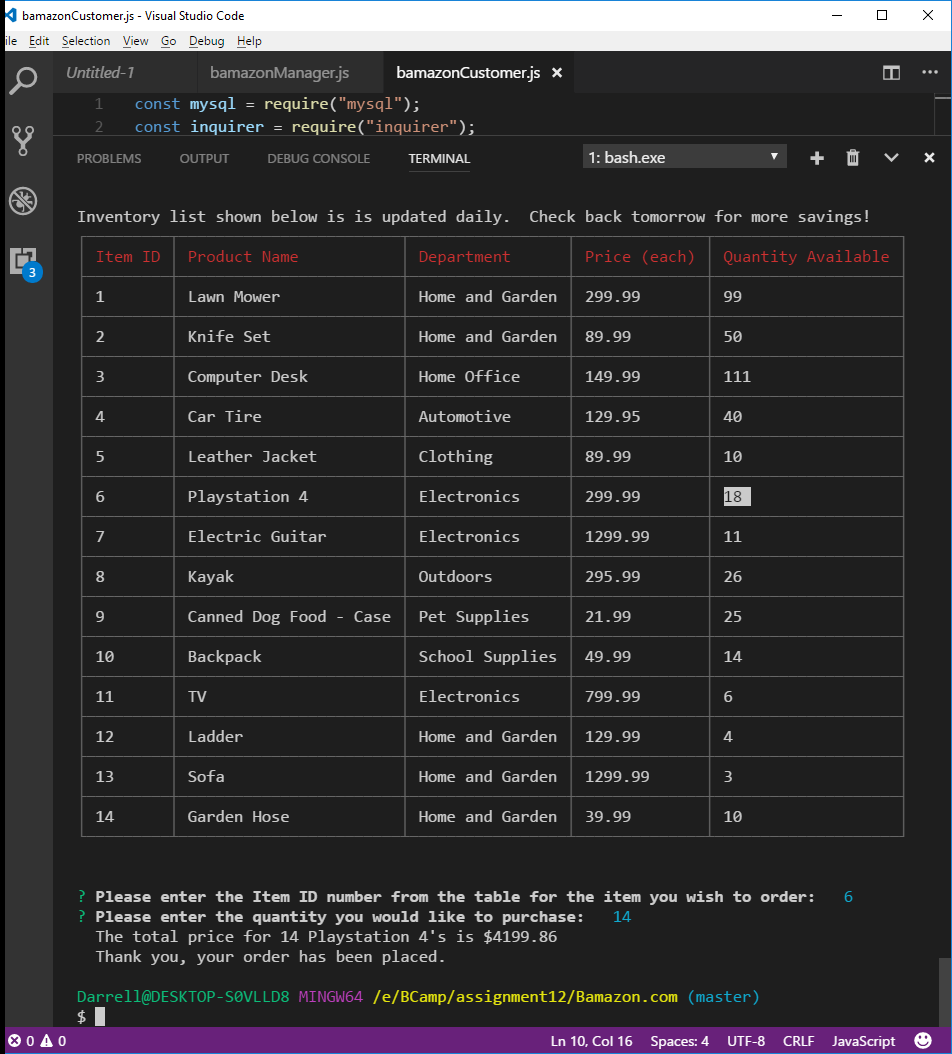 bamazonCustomer.js - Visual Studio Code
ile Edit Selection View Go Debug Help
Untitled-1 bamazonManager.js bamazonCustomer.js ×
1 const mysql = require("mysql");
2 const inquirer = require("inquirer");
PROBLEMS OUTPUT DEBUG CONSOLE TERMINAL 1: bash.exe
3
Inventory list shown below is is updated daily.  Check back tomorrow for more savings!
Item ID Product Name Department Price (each) Quantity Available
1 Lawn Mower Home and Garden 299.99 99
2 Knife Set Home and Garden 89.99 50
3 Computer Desk Home Office 149.99 111
4 Car Tire Automotive 129.95 40
5 Leather Jacket Clothing 89.99 10
6 Playstation 4 Electronics 299.99 18
7 Electric Guitar Electronics 1299.99 11
8 Kayak Outdoors 295.99 26
9 Canned Dog Food - Case Pet Supplies 21.99 25
10 Backpack School Supplies 49.99 14
11 TV Electronics 799.99 6
12 Ladder Home and Garden 129.99 4
13 Sofa Home and Garden 1299.99 3
14 Garden Hose Home and Garden 39.99 10
? Please enter the Item ID number from the table for the item you wish to order: 6
? Please enter the quantity you would like to purchase: 14
The total price for 14 Playstation 4's is $4199.86
Thank you, your order has been placed.
Darrell@DESKTOP-S0VLLD8 MINGW64 /e/BCamp/assignment12/Bamazon.com (master)
$
0 0 Ln 10, Col 16 Spaces: 4 UTF-8 CRLF JavaScript